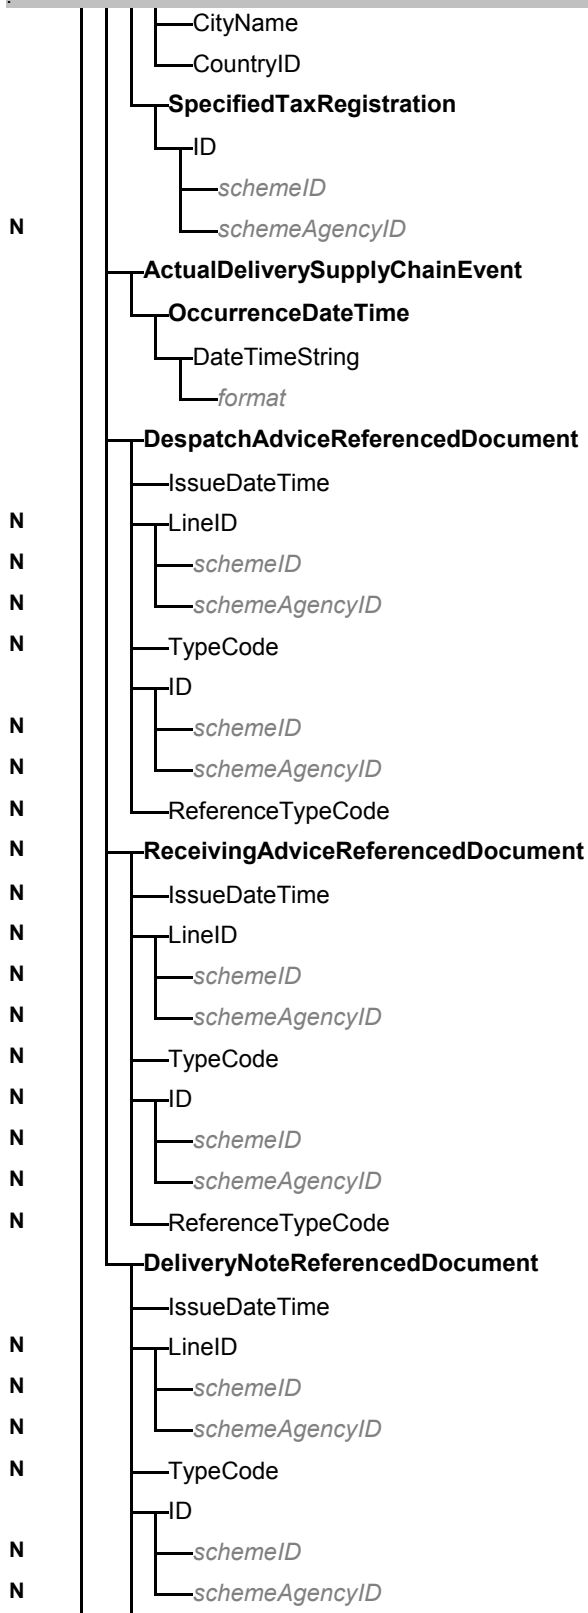 CityName
CountryID
SpecifiedTaxRegistration
ID
schemeID
N schemeAgencyID
ActualDeliverySupplyChainEvent
OccurrenceDateTime
DateTimeString
format
DespatchAdviceReferencedDocument
IssueDateTime
N LineID
N schemeID
N schemeAgencyID
N TypeCode
ID
N schemeID
N schemeAgencyID
N ReferenceTypeCode
N ReceivingAdviceReferencedDocument
N IssueDateTime
N LineID
N schemeID
N schemeAgencyID
N TypeCode
N ID
N schemeID
N schemeAgencyID
N ReferenceTypeCode
DeliveryNoteReferencedDocument
IssueDateTime
N LineID
N schemeID
N schemeAgencyID
N TypeCode
ID
N schemeID
N schemeAgencyID